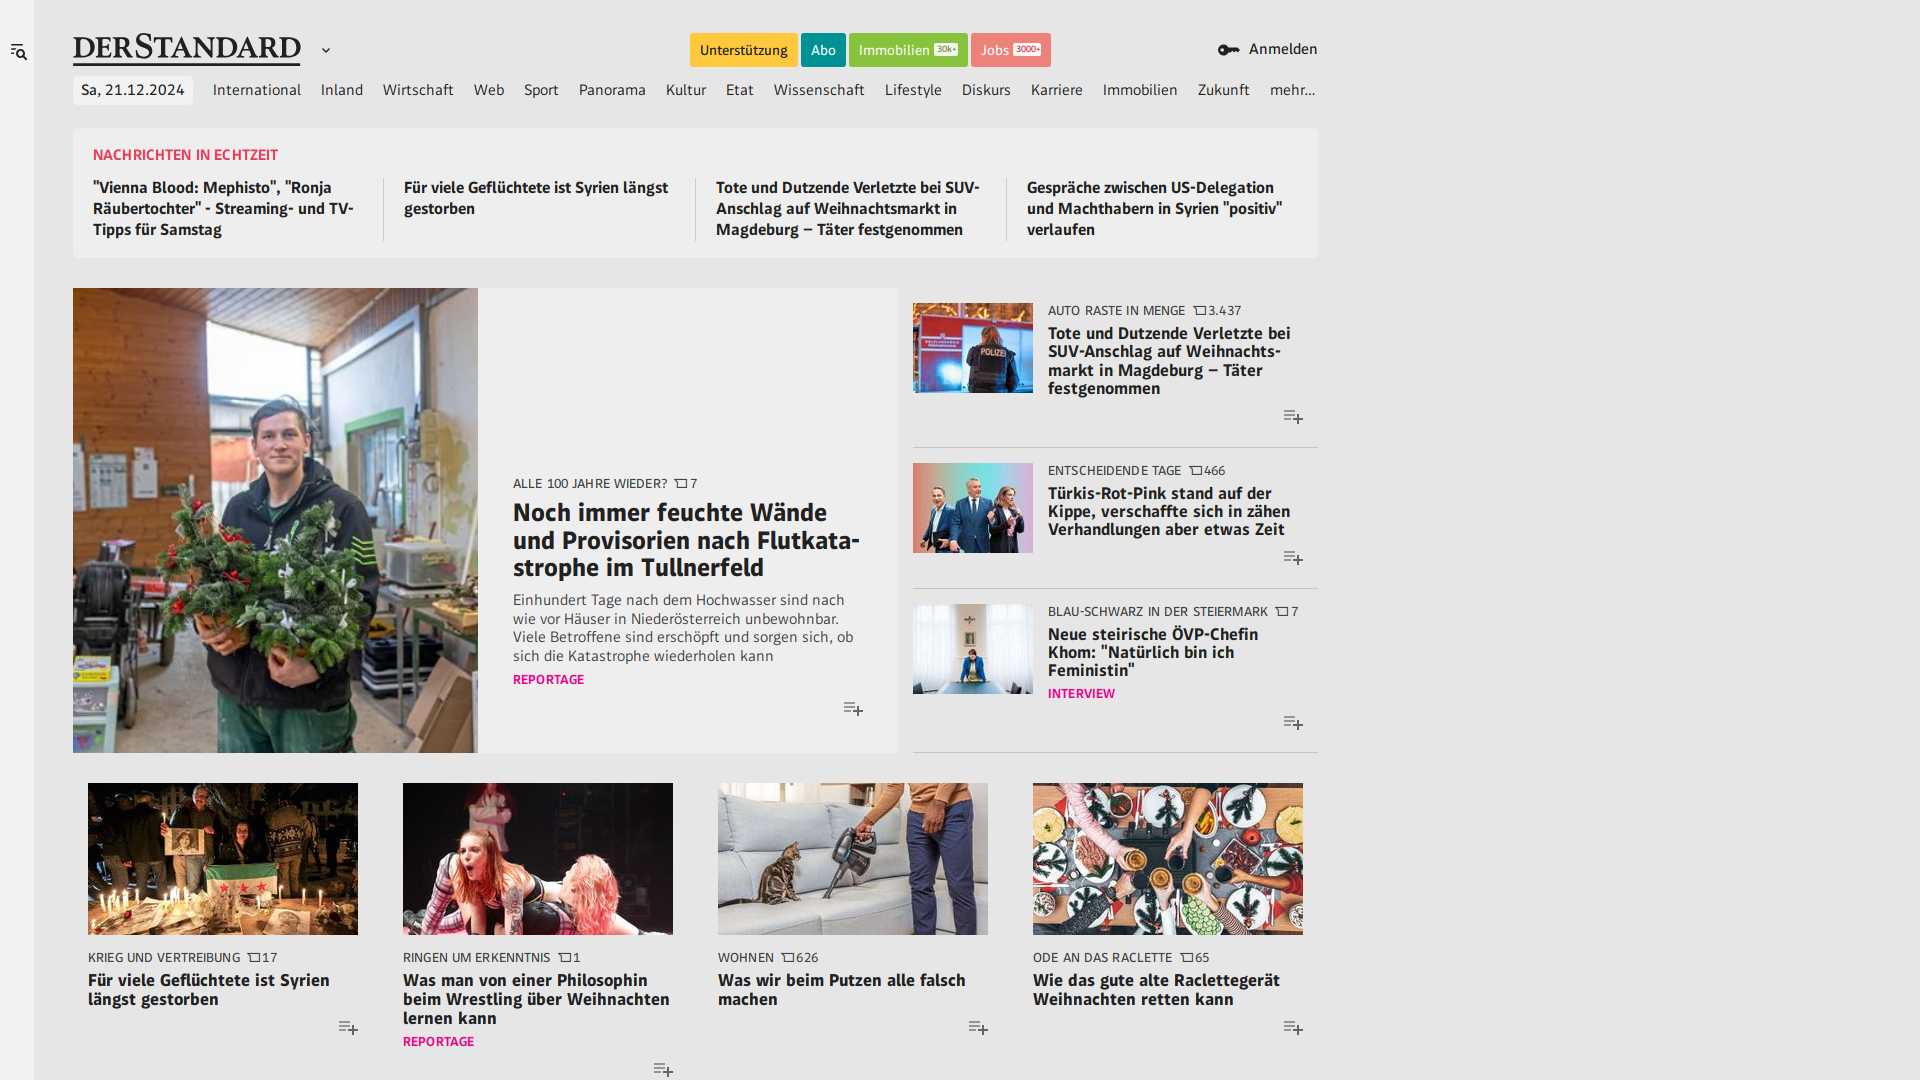 DERSTANDARD
Unterstützung
Abo
Immobilien 30k+
Jobs 3000+
Anmelden
Sa, 21.12.2024
International
Inland
Wirtschaft
Web
Sport
Panorama
Kultur
Etat
Wissenschaft
Lifestyle
Diskurs
Karriere
Immobilien
Zukunft
mehr...
NACHRICHTEN IN ECHTZEIT
"Vienna Blood: Mephisto", "Ronja
Räubertochter" - Streaming- und TV-
Tipps für Samstag
Für viele Geflüchtete ist Syrien längst
gestorben
Tote und Dutzende Verletzte bei SUV-
Anschlag auf Weihnachtsmarkt in
Magdeburg – Täter festgenommen
Gespräche zwischen US-Delegation
und Machthabern in Syrien "positiv"
verlaufen
ALLE 100 JAHRE WIEDER? 7
Noch immer feuchte Wände
und Provisorien nach Flutkata-
strophe im Tullnerfeld
Einhundert Tage nach dem Hochwasser sind nach
wie vor Häuser in Niederösterreich unbewohnbar.
Viele Betroffene sind erschöpft und sorgen sich, ob
sich die Katastrophe wiederholen kann
REPORTAGE
POLIZEI
AUTO RASTE IN MENGE 3.437
Tote und Dutzende Verletzte bei
SUV-Anschlag auf Weihnachts-
markt in Magdeburg – Täter
festgenommen
ENTSCHEIDENDE TAGE 466
Türkis-Rot-Pink stand auf der
Kippe, verschaffte sich in zähen
Verhandlungen aber etwas Zeit
BLAU-SCHWARZ IN DER STEIERMARK 7
Neue steirische ÖVP-Chefin
Khom: "Natürlich bin ich
Feministin"
INTERVIEW
KRIEG UND VERTREIBUNG 17
Für viele Geflüchtete ist Syrien
längst gestorben
RINGEN UM ERKENNTNIS 1
Was man von einer Philosophin
beim Wrestling über Weihnachten
lernen kann
REPORTAGE
WOHNEN 626
Was wir beim Putzen alle falsch
machen
ODE AN DAS RACLETTE 65
Wie das gute alte Raclettegerät
Weihnachten retten kann